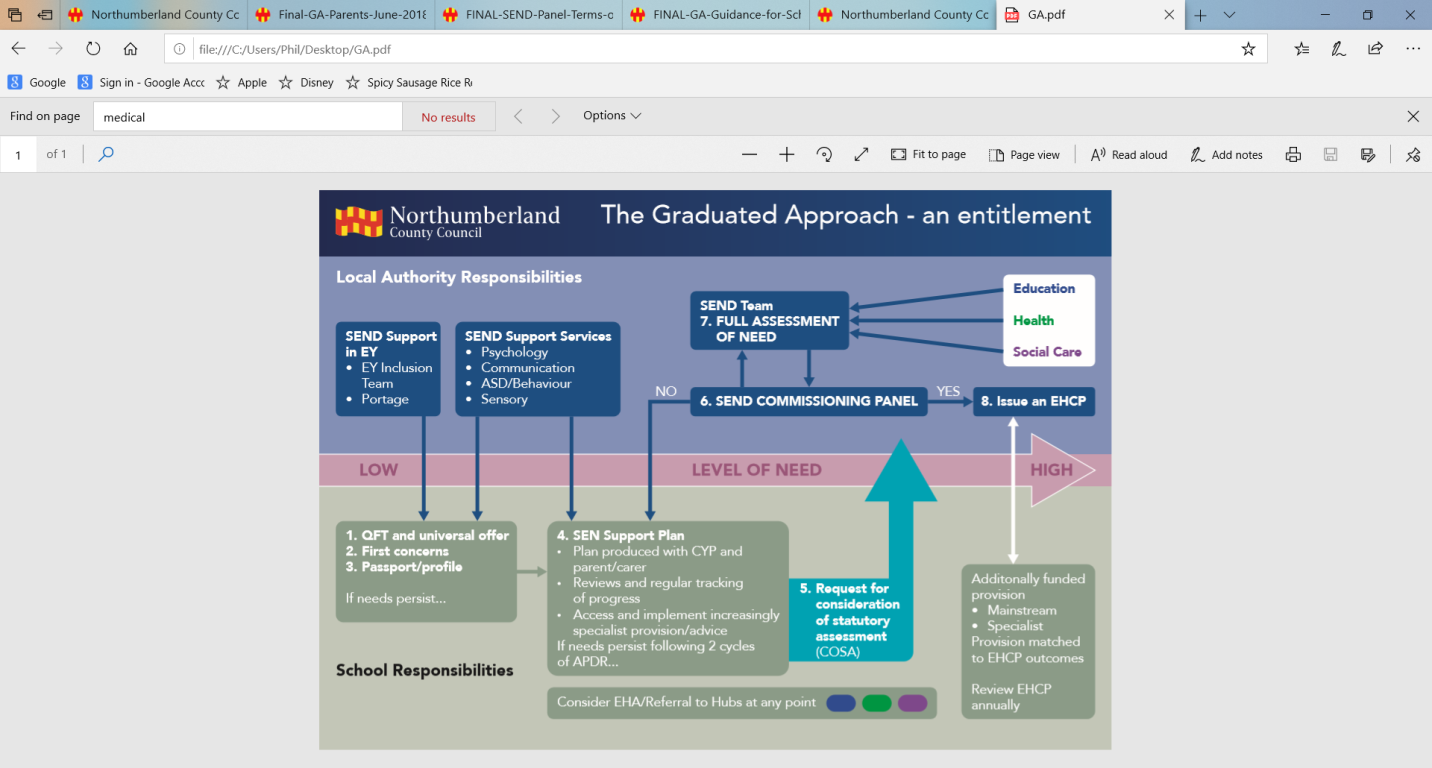 Northumberland County Cc
Final-GA-Parents-June-2018
FINAL-SEND-Panel-Terms-o
FINAL-GA-Guidance-for-Scl
Northumberland County Cc
GA.pdf
file:///C:/Users/Phil/Desktop/GA.pdf
Google
Sign in - Google Accc
Apple
Disney
Spicy Sausage Rice Re
Find on page
medical
No results
Options
1
of 1
Fit to page
Page view
Read aloud
Add notes
Northumberland
County Council
The Graduated Approach - an entitlement
Local Authority Responsibilities
SEND Support
in EY
• EY Inclusion
Team
• Portage
SEND Support Services
• Psychology
• Communication
• ASD/Behaviour
• Sensory
SEND Team
7. FULL ASSESSMENT
OF NEED
Education
Health
Social Care
NO
6. SEND COMMISSIONING PANEL
YES
8. Issue an EHCP
LOW
LEVEL OF NEED
HIGH
1. QFT and universal offer
2. First concerns
3. Passport/profile
If needs persist...
4. SEN Support Plan
• Plan produced with CYP and
parent/carer
• Reviews and regular tracking
of progress
• Access and implement increasingly
specialist provision/advice
If needs persist following 2 cycles
of APDR...
5. Request for
consideration
of statutory
assessment
(COSA)
Additonally funded
provision
• Mainstream
• Specialist
Provision matched
to EHCP outcomes
Review EHCP
annually
School Responsibilities
Consider EHA/Referral to Hubs at any point